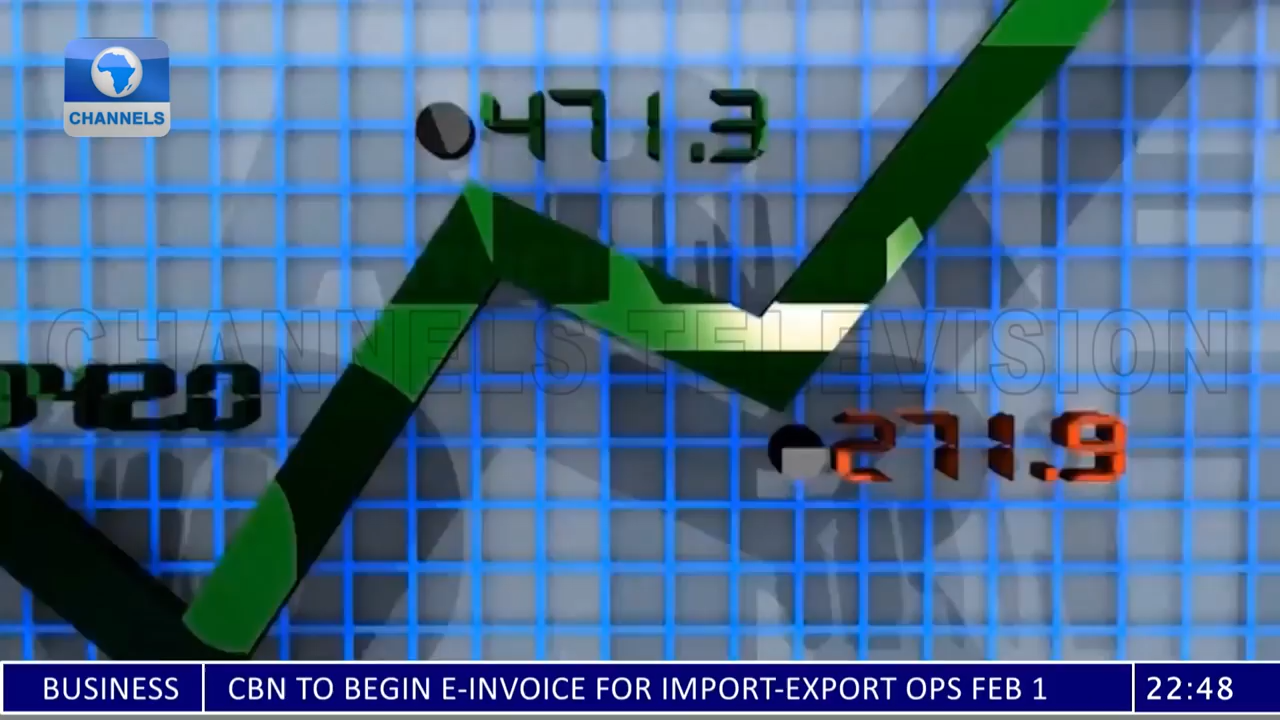 CHANNELS
471.3
CHANNELS TELEVISION
271.9
BUSINESS
CBN TO BEGIN E-INVOICE FOR IMPORT-EXPORT OPS FEB 1
22:48